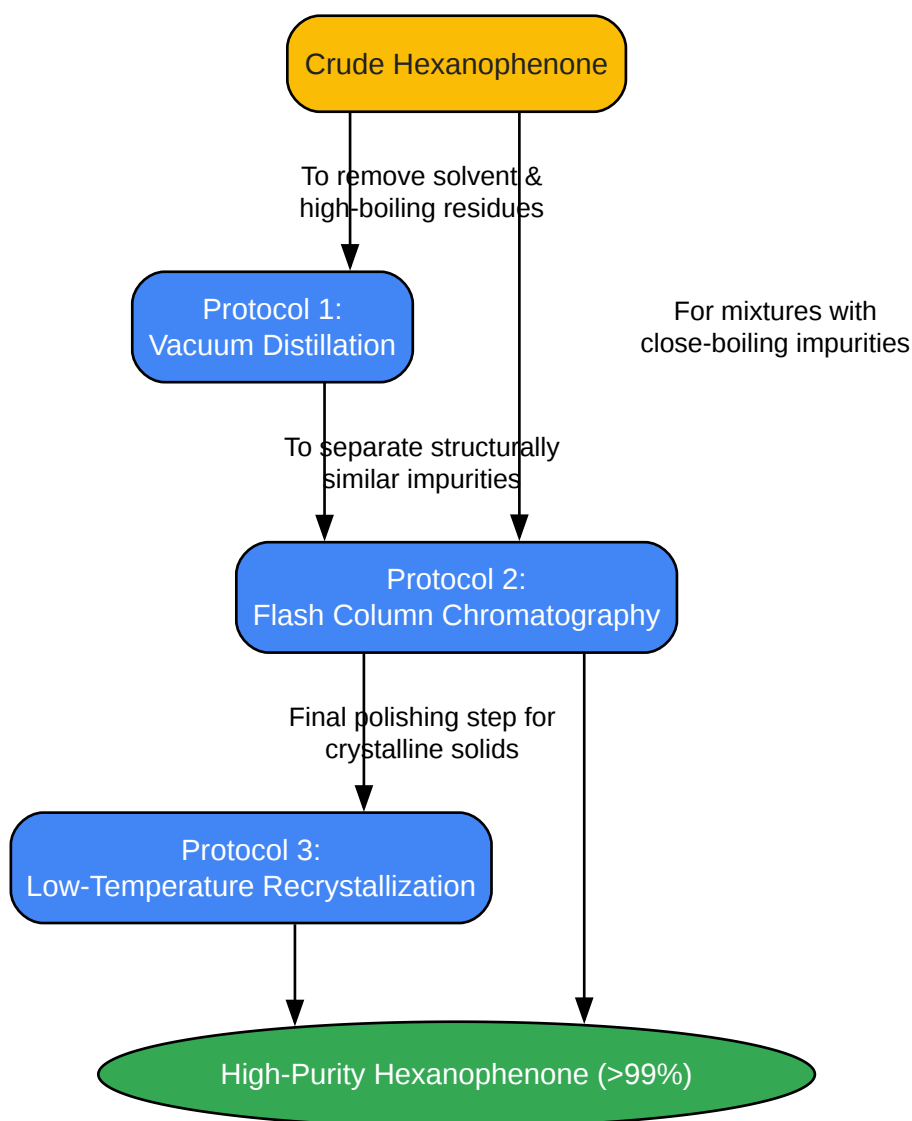 Crude Hexanophenone
To remove solvent &
high-boiling residues
Protocol 1:
Vacuum Distillation
For mixtures with
close-boiling impurities
To separate structurally
similar impurities
Protocol 2:
Flash Column Chromatography
Final polishing step for
crystalline solids
Protocol 3:
Low-Temperature Recrystallization
High-Purity Hexanophenone (>99%)